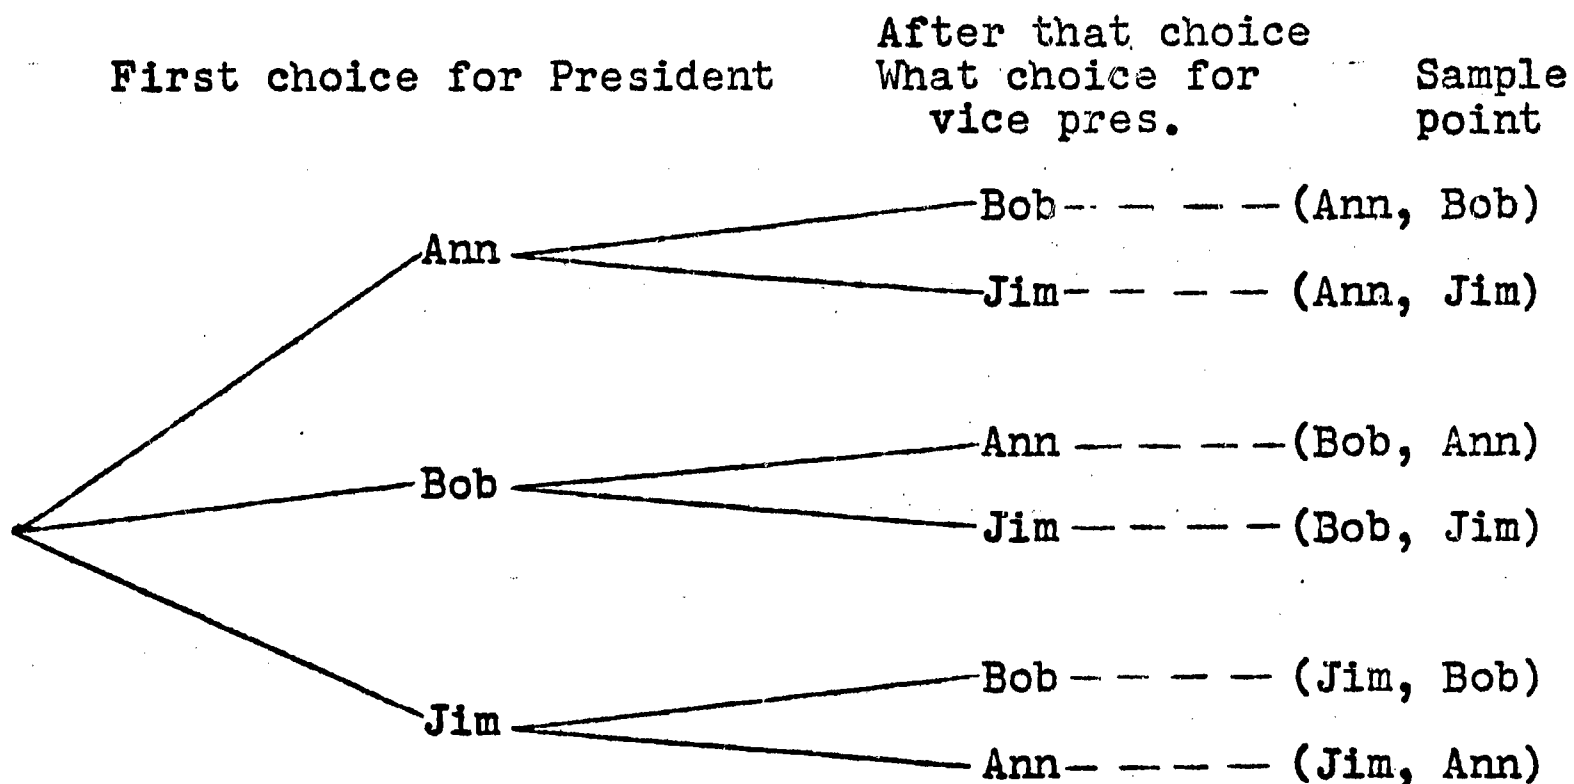 After that choice
First choice for President What choice for Sample
vice pres. point
Bob - - - - (Ann, Bob)
Ann
Jim - - - - (Ann, Jim)
Ann - - - - (Bob, Ann)
Bob
Jim - - - - (Bob, Jim)
Bob - - - - (Jim, Bob)
Jim
Ann - - - - (Jim, Ann)